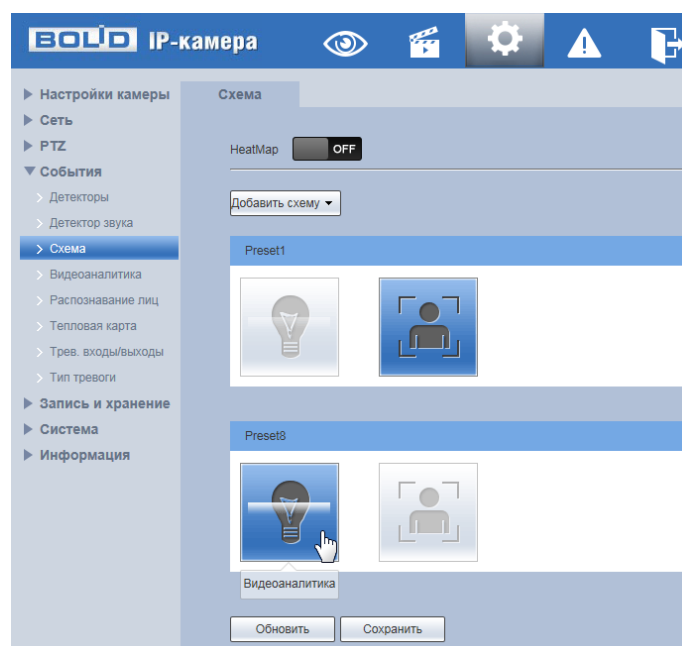 BOLID IP-камера
Настройки камеры
Сеть
PTZ
События
Детекторы
Детектор звука
Схема
Видеоаналитика
Распознавание лиц
Тепловая карта
Трев. входы/выходы
Тип тревоги
Запись и хранение
Система
Информация
Схема
HeatMap OFF
Добавить схему
Preset1
Preset8
Видеоаналитика
Обновить Сохранить